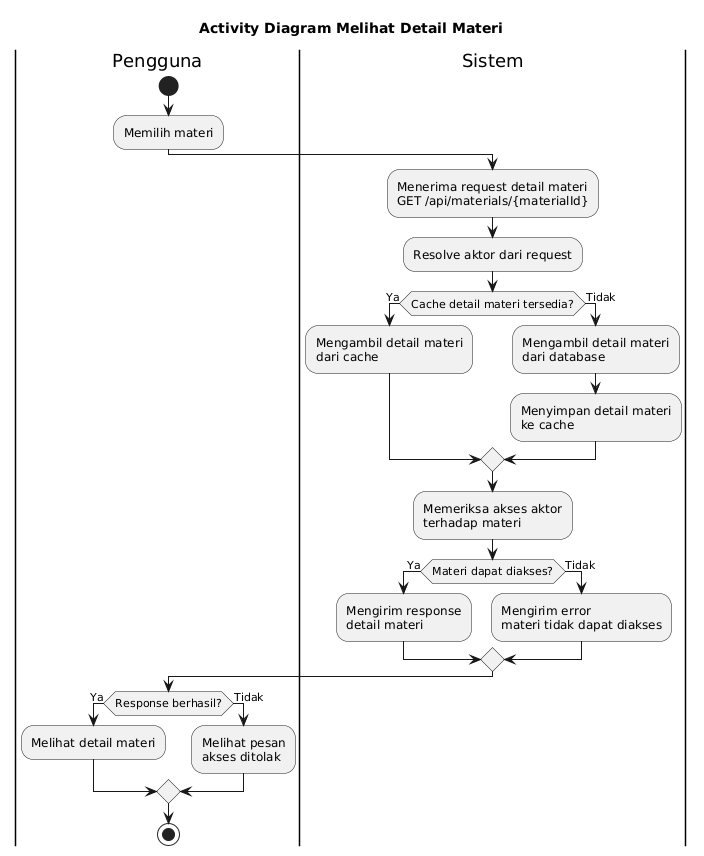 Activity Diagram Melihat Detail Materi
Pengguna
Sistem
Memilih materi
Menerima request detail materi
GET /api/materials/{materialId}
Resolve aktor dari request
Ya
Cache detail materi tersedia?
Tidak
Mengambil detail materi
dari cache
Mengambil detail materi
dari database
Menyimpan detail materi
ke cache
Memeriksa akses aktor
terhadap materi
Ya
Materi dapat diakses?
Tidak
Mengirim response
detail materi
Mengirim error
materi tidak dapat diakses
Ya
Response berhasil?
Tidak
Melihat detail materi
Melihat pesan
akses ditolak